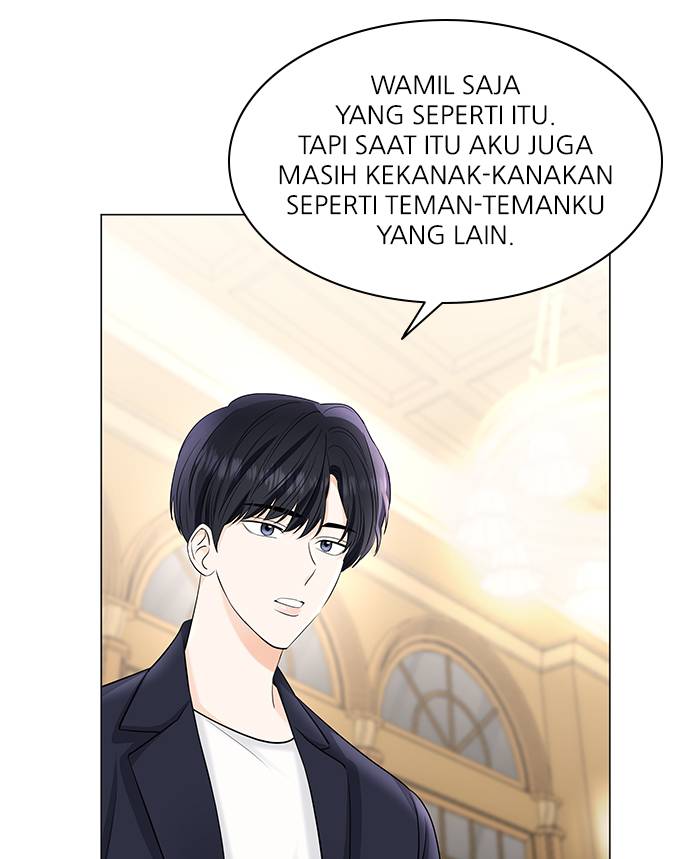 WAMIL SAJA
YANG SEPERTI ITU.
TAPI SAAT ITU AKU JUGA
MASIH KEKANAK-KANAKAN
SEPERTI TEMAN-TEMANKU
YANG LAIN.